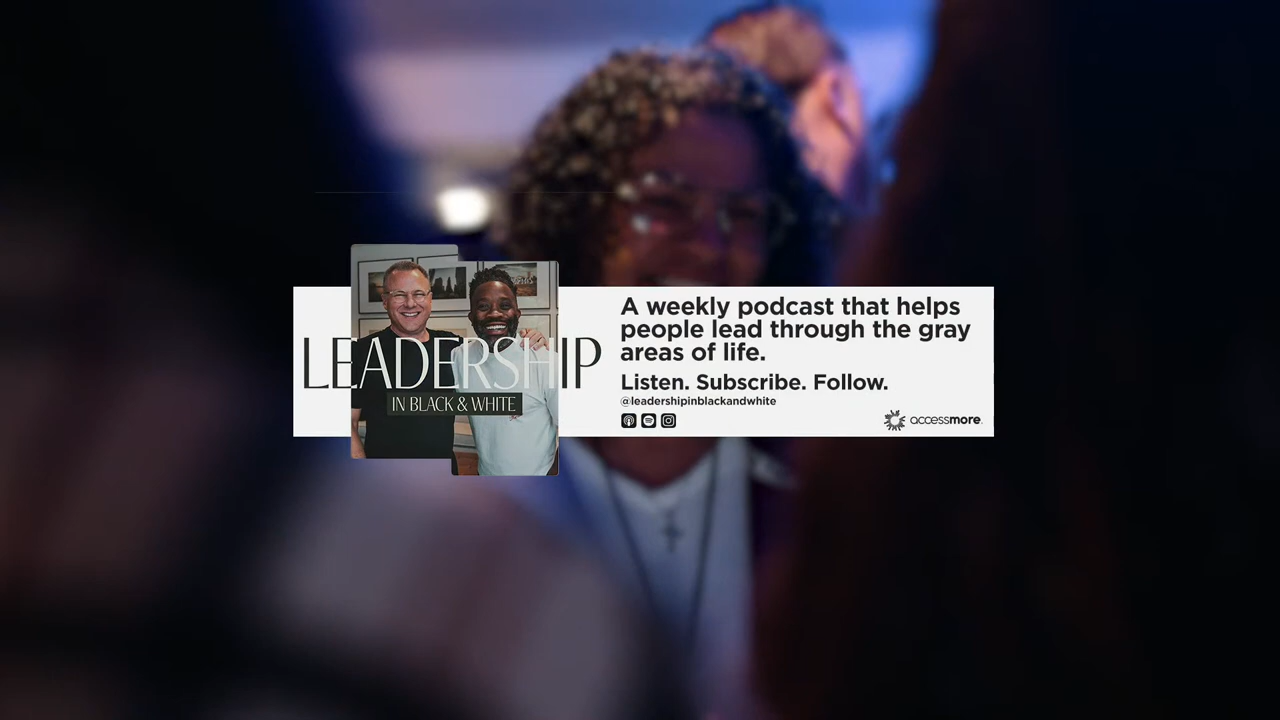 LEADERSHIP
IN BLACK & WHITE
A weekly podcast that helps
people lead through the gray
areas of life.
Listen. Subscribe. Follow.
@leadershipinblackandwhite
accessmore.